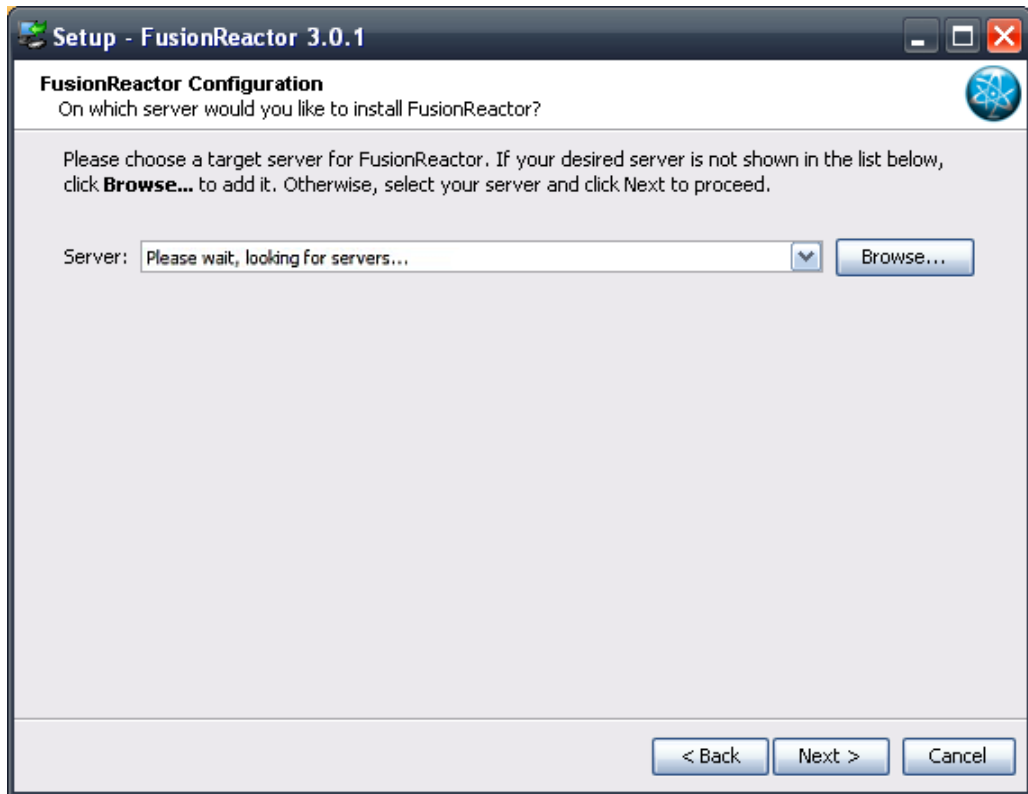 Setup - FusionReactor 3.0.1
FusionReactor Configuration
On which server would you like to install FusionReactor?
Please choose a target server for FusionReactor. If your desired server is not shown in the list below,
click Browse... to add it. Otherwise, select your server and click Next to proceed.
Server: Please wait, looking for servers... Browse...
< Back Next > Cancel